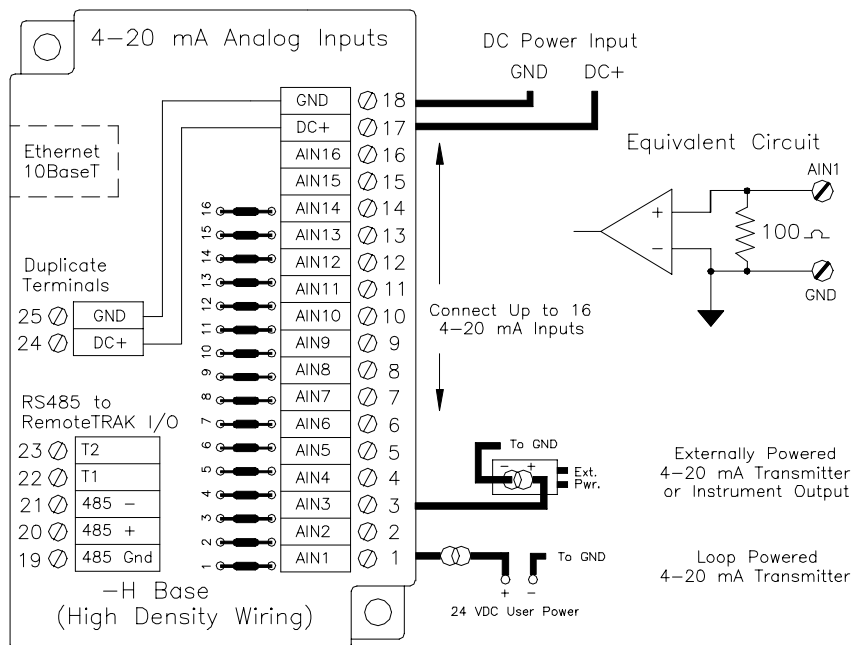 4-20 mA Analog Inputs
DC Power Input
GND DC+
GND 18
DC+ 17
AIN16 16
AIN15 15
AIN14 14
AIN13 13
AIN12 12
AIN11 11
AIN10 10
AIN9 9
AIN8 8
AIN7 7
AIN6 6
AIN5 5
AIN4 4
AIN3 3
AIN2 2
AIN1 1
16
15
14
13
12
11
10
9
8
7
6
5
4
3
2
1
Ethernet
10BaseT
Duplicate
Terminals
25 GND
24 DC+
RS485 to
RemoteTRAK I/O
23 T2
22 T1
21 485 -
20 485 +
19 485 Gnd
-H Base
(High Density Wiring)
Equivalent Circuit
AIN1
+
-
100Ω
GND
Connect Up to 16
4-20 mA Inputs
To GND
- +
Ext.
Pwr.
Externally Powered
4-20 mA Transmitter
or Instrument Output
To GND
+ -
24 VDC User Power
Loop Powered
4-20 mA Transmitter